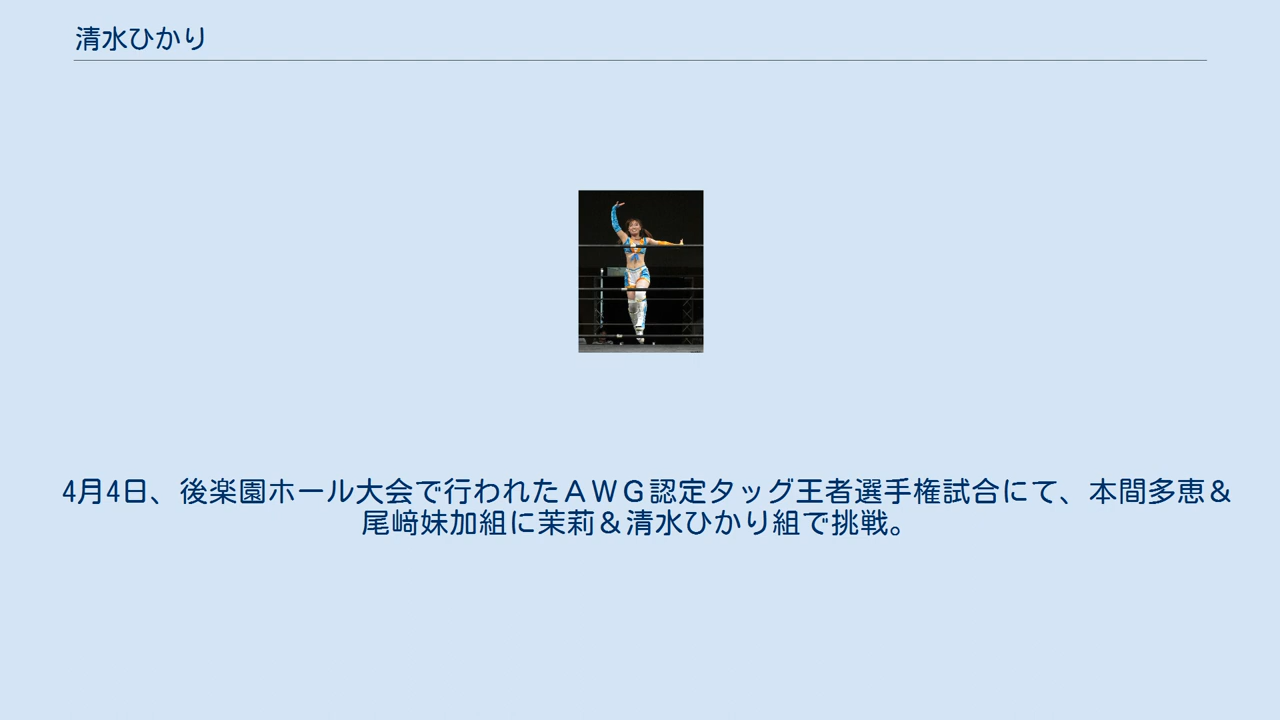 清水ひかり
4月4日、後楽園ホール大会で行われたＡＷＧ認定タッグ王者選手権試合にて、本間多恵＆
尾﨑妹加組に茉莉＆清水ひかり組で挑戦。